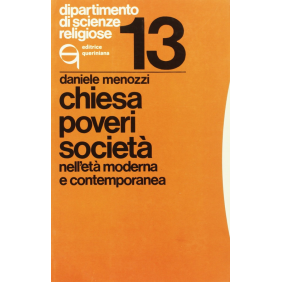 dipartimento
di scienze
religiose
13
editrice
queriniana
daniele menozzi
chiesa
poveri
società
nell'età moderna
e contemporanea